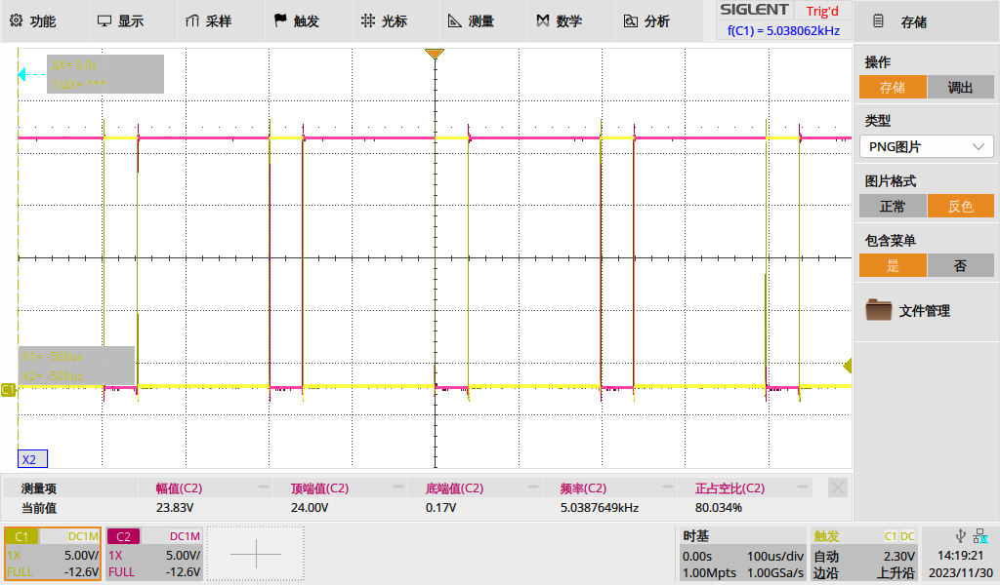 功能 显示 采样 触发 光标 测量 数学 分析
SIGLENT Trig'd
f(C1) = 5.038062kHz
存储
操作
存储 调出
类型
PNG图片
图片格式
正常 反色
包含菜单
是 否
文件管理
ΔX= 0.0s
1/ΔX= ***
X1= -500us
X2= -500us
C1
X2
测量项 幅值(C2) 顶端值(C2) 底端值(C2) 频率(C2) 正占空比(C2)
当前值 23.83V 24.00V 0.17V 5.0387649kHz 80.034%
C1 DC1M
1X 5.00V/
FULL -12.6V
C2 DC1M
1X 5.00V/
FULL -12.6V
时基
0.00s 100us/div
1.00Mpts 1.00GSa/s
触发 C1 DC
自动 2.30V
边沿 上升沿
14:19:21
2023/11/30